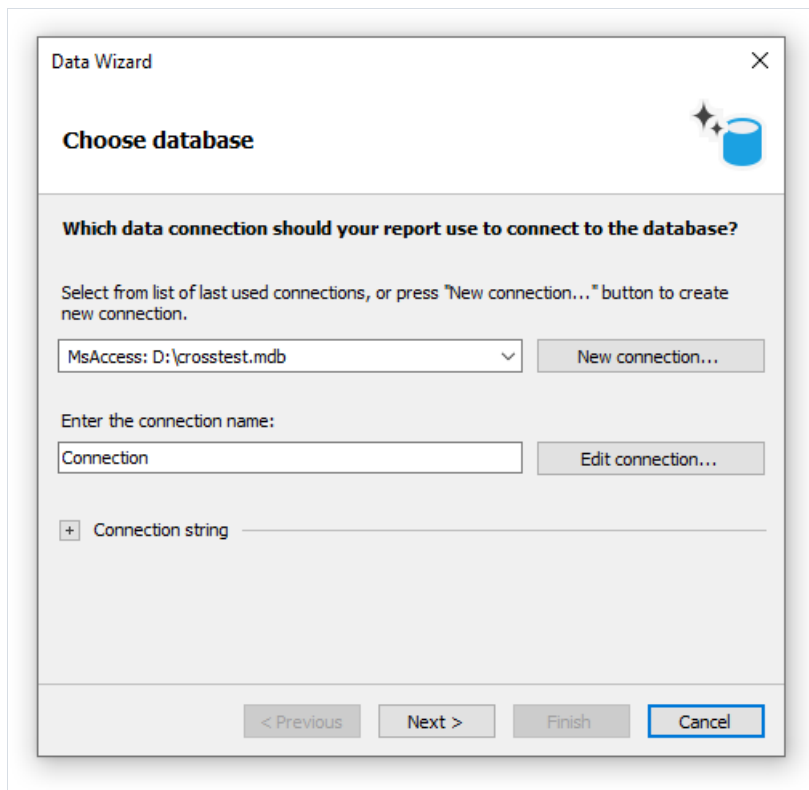 Data Wizard
Choose database
Which data connection should your report use to connect to the database?
Select from list of last used connections, or press "New connection..." button to create
new connection.
MsAccess: D:\crosstest.mdb
New connection...
Enter the connection name:
Connection
Edit connection...
+ Connection string
< Previous
Next >
Finish
Cancel